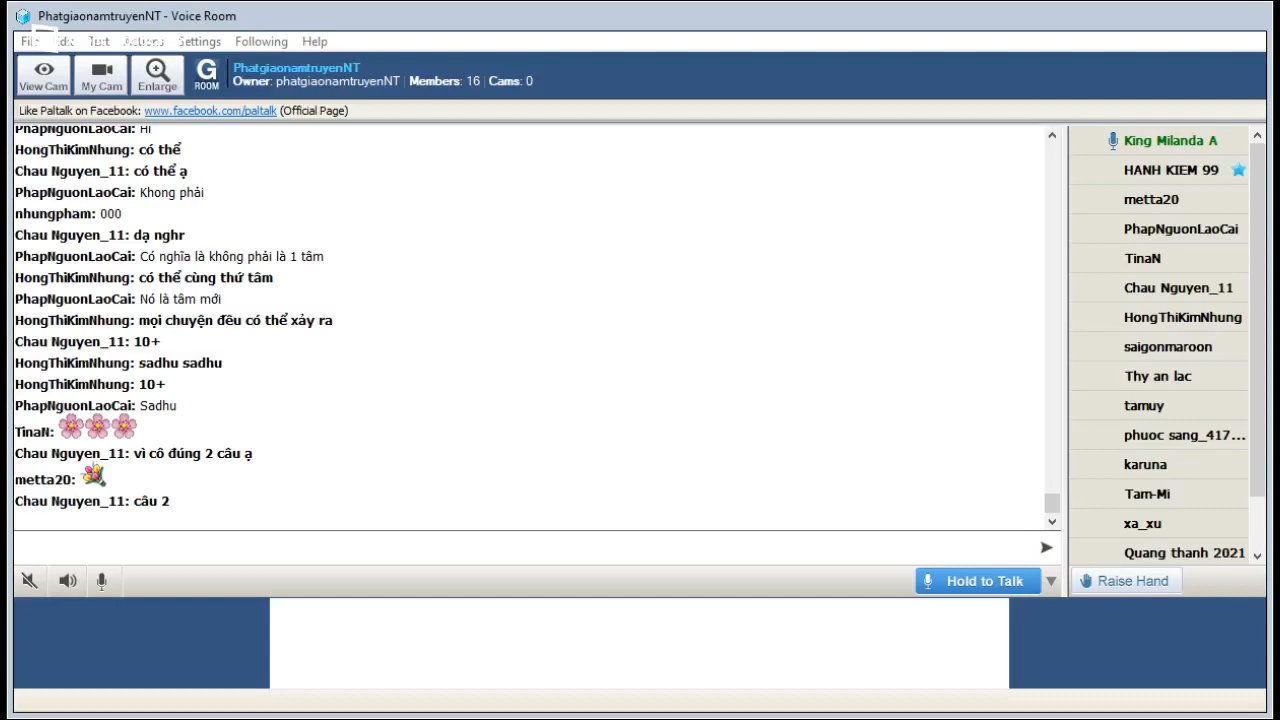 PhatgiaonamtruyenNT - Voice Room
Text Actions Settings Following Help
View Cam
My Cam
Enlarge
G
ROOM
PhatgiaonamtruyenNT
Owner: phatgiaonamtruyenNT | Members: 16 | Cams: 0
Like Paltalk on Facebook: www.facebook.com/paltalk (Official Page)
PhapNguonLaoCai: Hi
HongThiKimNhung: có thể
Chau Nguyen_11: có thể ạ
PhapNguonLaoCai: Khong phải
nhungpham: 000
Chau Nguyen_11: dạ nghr
PhapNguonLaoCai: Có nghĩa là không phải là 1 tâm
HongThiKimNhung: có thể cùng thứ tâm
PhapNguonLaoCai: Nó là tâm mới
HongThiKimNhung: mọi chuyện đều có thể xảy ra
Chau Nguyen_11: 10+
HongThiKimNhung: sadhu sadhu
HongThiKimNhung: 10+
PhapNguonLaoCai: Sadhu
TinaN:
Chau Nguyen_11: vì cô đúng 2 câu ạ
metta20:
Chau Nguyen_11: câu 2
Hold to Talk
King Milanda A
HANH KIEM 99
metta20
PhapNguonLaoCai
TinaN
Chau Nguyen_11
HongThiKimNhung
saigonmaroon
Thy an lac
tamuy
phuoc sang_417...
karuna
Tam-Mi
xa_xu
Quang thanh 2021
Raise Hand